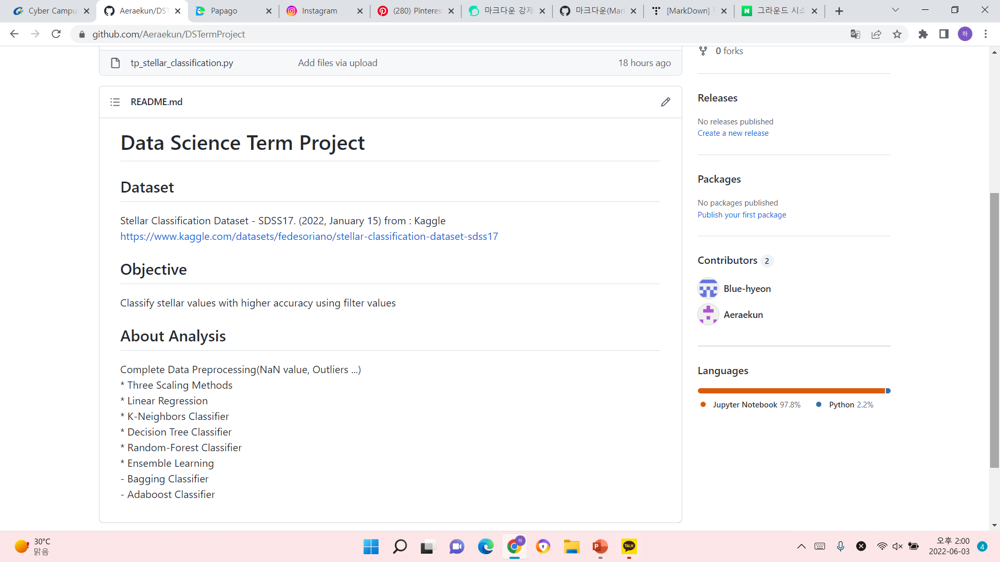 Cyber Campu
Aeraekun/DST
Papago
Instagram
(280) Pinteres
마크다운 강제
마크다운(Mar
[MarkDown]
그라운드 시소
github.com/Aeraekun/DSTermProject
하
0 forks
tp_stellar_classification.py
Add files via upload
18 hours ago
README.md
Data Science Term Project
Dataset
Stellar Classification Dataset - SDSS17. (2022, January 15) from : Kaggle
https://www.kaggle.com/datasets/fedesoriano/stellar-classification-dataset-sdss17
Objective
Classify stellar values with higher accuracy using filter values
About Analysis
Complete Data Preprocessing(NaN value, Outliers ...)
* Three Scaling Methods
* Linear Regression
* K-Neighbors Classifier
* Decision Tree Classifier
* Random-Forest Classifier
* Ensemble Learning
- Bagging Classifier
- Adaboost Classifier
Releases
No releases published
Create a new release
Packages
No packages published
Publish your first package
Contributors 2
Blue-hyeon
Aeraekun
Languages
Jupyter Notebook 97.8%
Python 2.2%
30°C
맑음
하
TALK
오후 2:00
2022-06-03
4